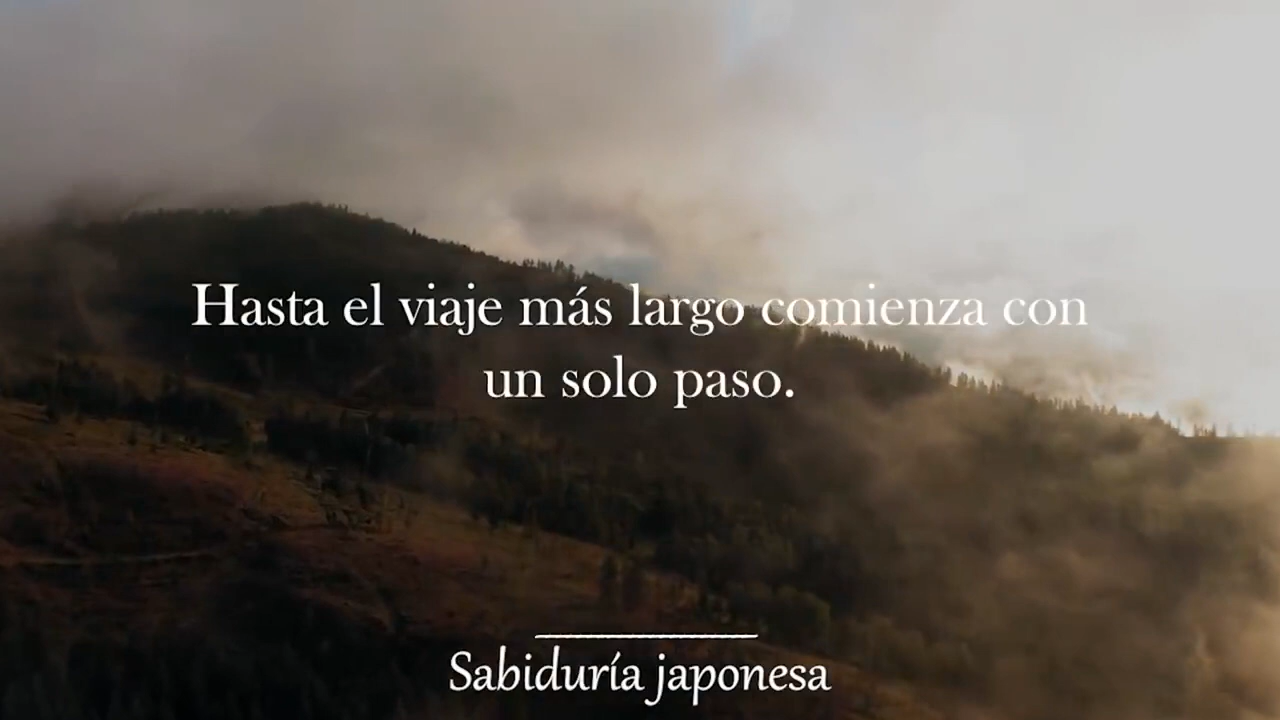 Hasta el viaje más largo comienza con
un solo paso.
Sabiduría japonesa